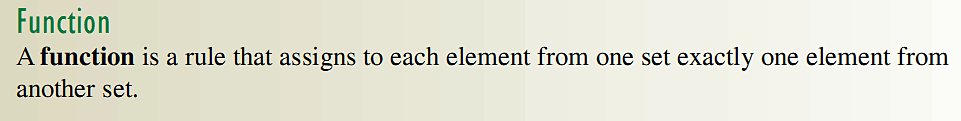 Function
A function is a rule that assigns to each element from one set exactly one element from
another set.